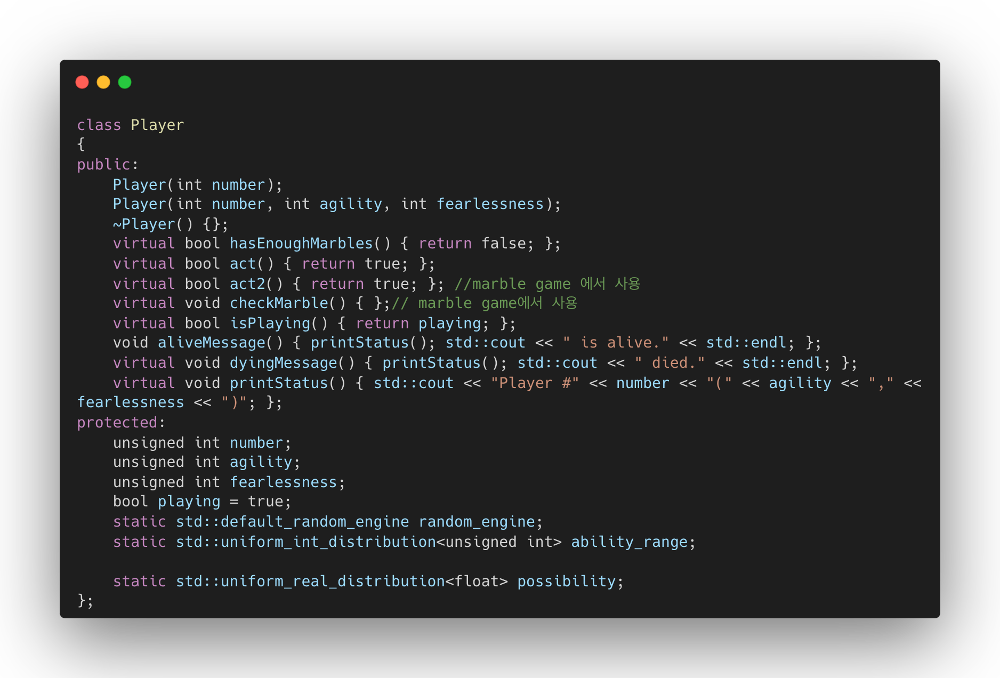 class Player
{
public:
    Player(int number);
    Player(int number, int agility, int fearlessness);
    ~Player() {};
    virtual bool hasEnoughMarbles() { return false; };
    virtual bool act() { return true; };
    virtual bool act2() { return true; }; //marble game 에서 사용
    virtual void checkMarble() { };// marble game에서 사용
    virtual bool isPlaying() { return playing; };
    void aliveMessage() { printStatus(); std::cout << " is alive." << std::endl; };
    virtual void dyingMessage() { printStatus(); std::cout << " died." << std::endl; };
    virtual void printStatus() { std::cout << "Player #" << number << "(" << agility << "," <<
fearlessness << ")"; };
protected:
    unsigned int number;
    unsigned int agility;
    unsigned int fearlessness;
    bool playing = true;
    static std::default_random_engine random_engine;
    static std::uniform_int_distribution<unsigned int> ability_range;

    static std::uniform_real_distribution<float> possibility;
};